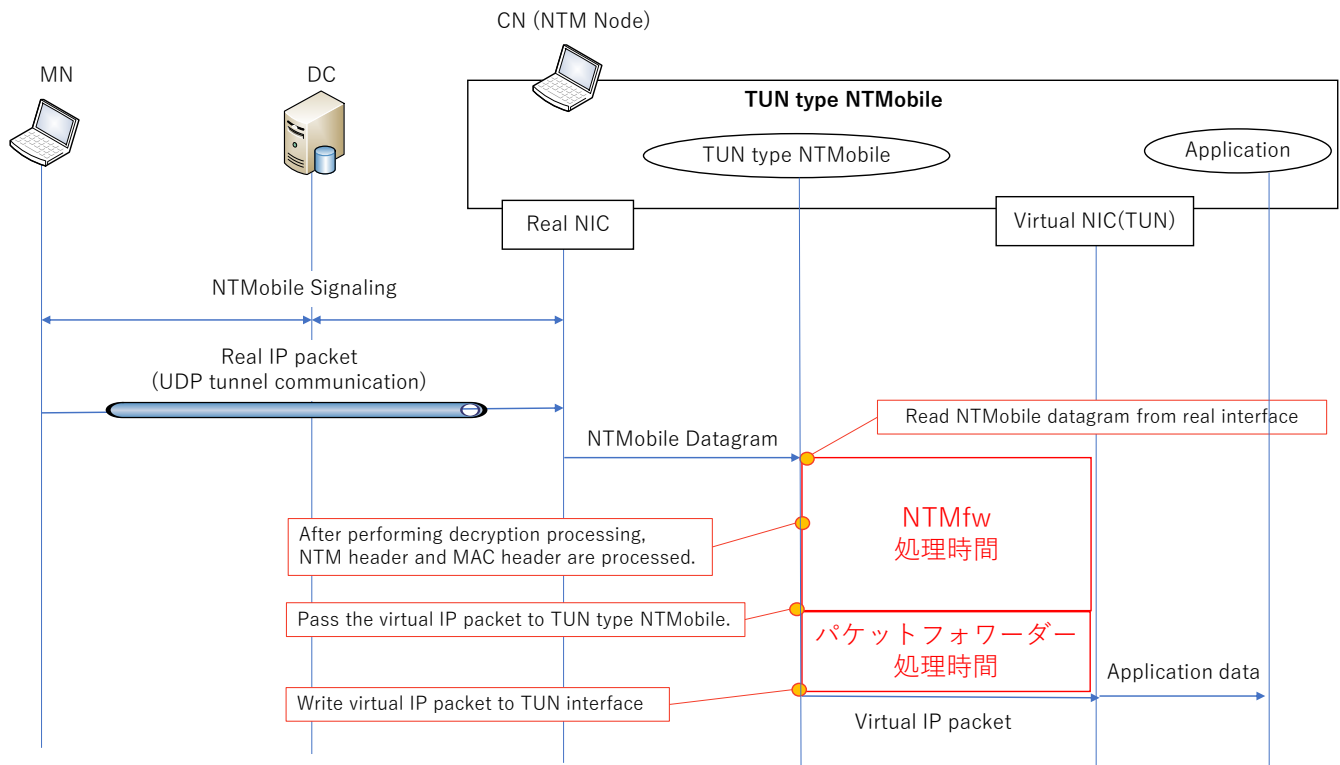 CN (NTM Node)
MN
DC
TUN type NTMobile
TUN type NTMobile
Application
Real NIC
Virtual NIC(TUN)
NTMobile Signaling
Real IP packet
(UDP tunnel communication)
Read NTMobile datagram from real interface
NTMobile Datagram
NTMfw
処理時間
After performing decryption processing,
NTM header and MAC header are processed.
Pass the virtual IP packet to TUN type NTMobile.
パケットフォワーダー
処理時間
Application data
Write virtual IP packet to TUN interface
Virtual IP packet